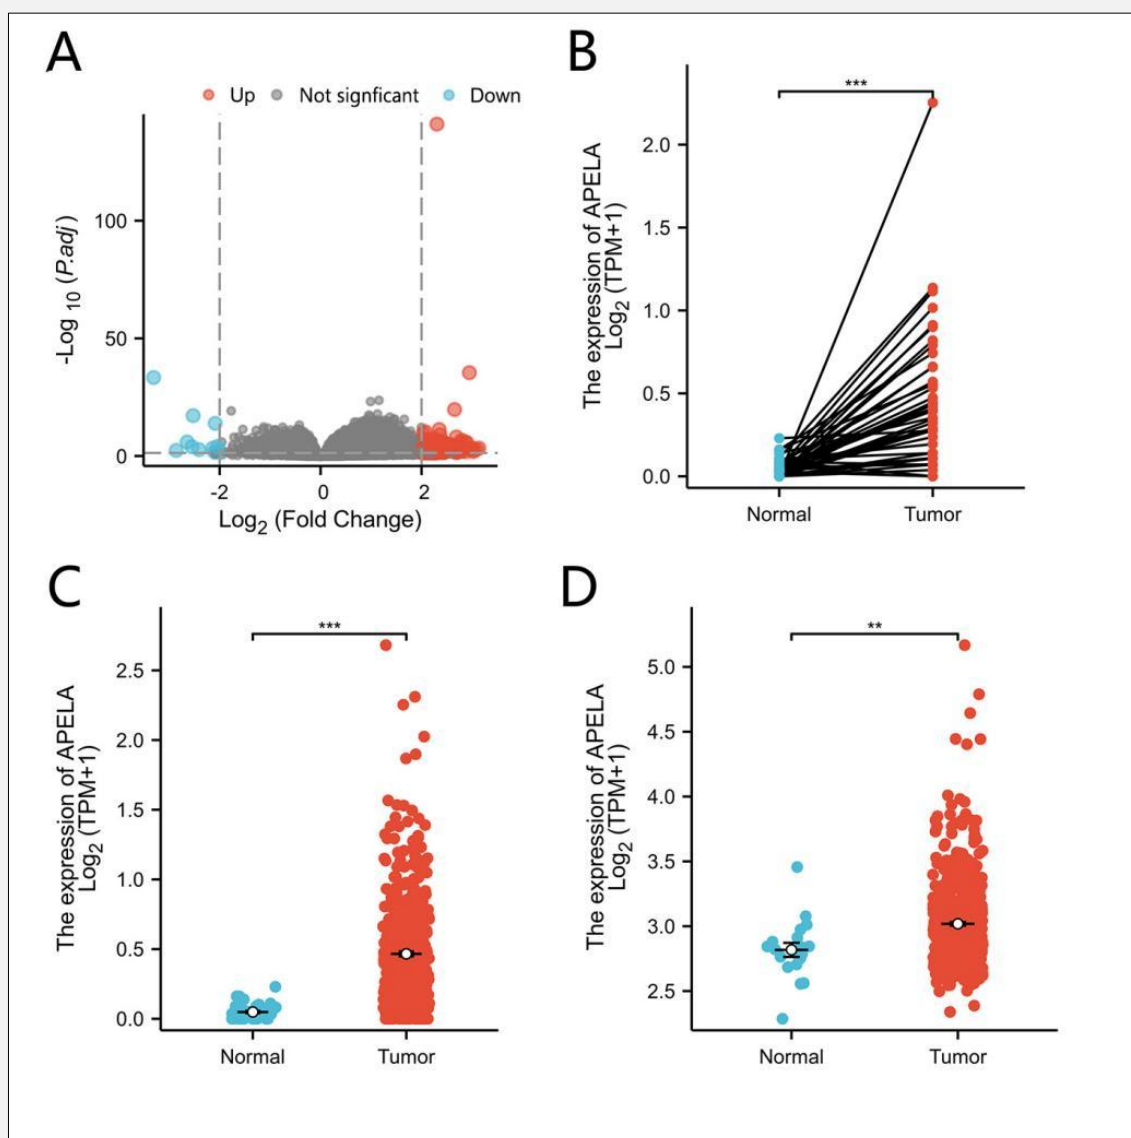 A
Up Not signficant Down
-Log 10 (P.adj)
100
50
0
-2 0 2
Log2 (Fold Change)
B
***
The expression of APELA
Log2 (TPM+1)
2.0
1.5
1.0
0.5
0.0
Normal Tumor
C
***
The expression of APELA
Log2 (TPM+1)
2.5
2.0
1.5
1.0
0.5
0.0
Normal Tumor
D
**
The expression of APELA
Log2 (TPM+1)
5.0
4.5
4.0
3.5
3.0
2.5
Normal Tumor